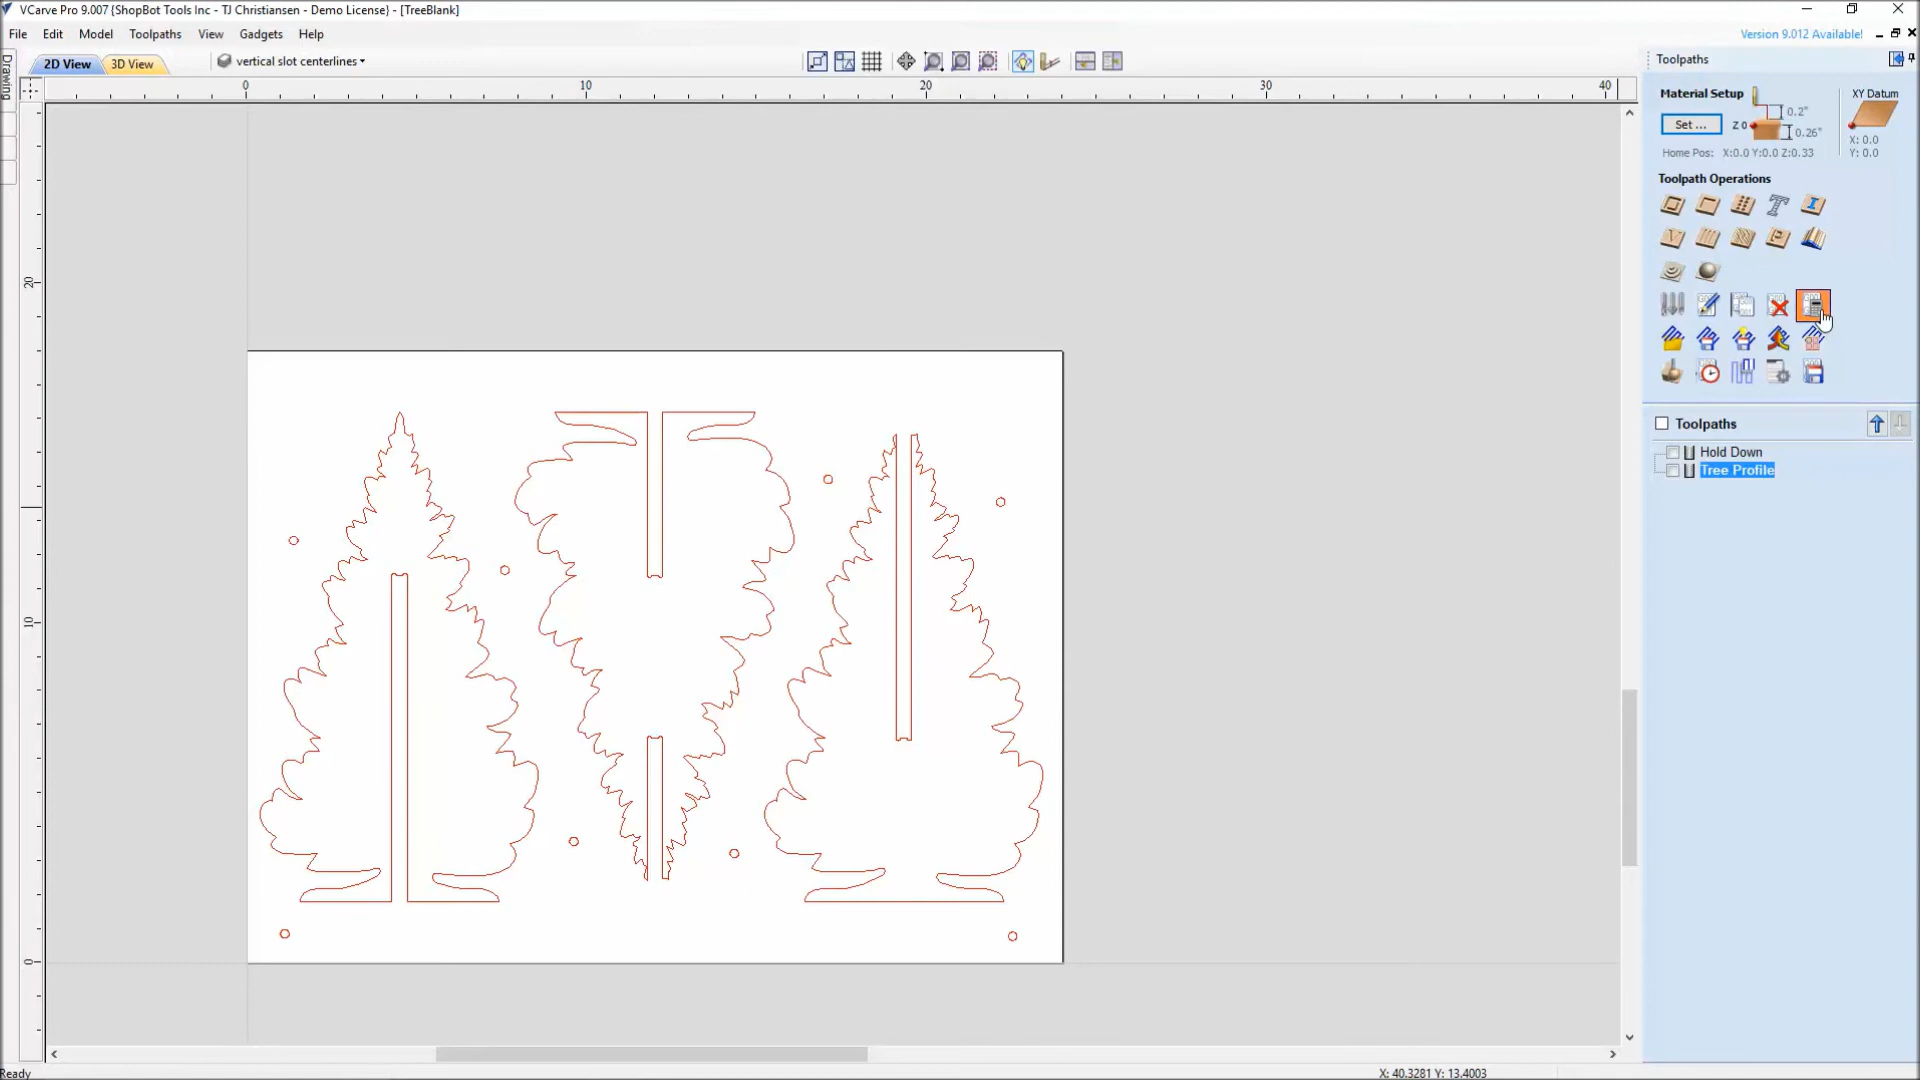 VCarve Pro 9.007 {ShopBot Tools Inc - TJ Christiansen - Demo License} - [TreeBlank]
File Edit Model Toolpaths View Gadgets Help
Version 9.012 Available!
2D View 3D View vertical slot centerlines
Drawing
0 10 20 30 40
20
10
0
Toolpaths
Material Setup
XY Datum
0.2"
Set ...
Z 0
0.26"
X: 0.0
Y: 0.0
Home Pos: X:0.0 Y:0.0 Z:0.33
Toolpath Operations
Toolpaths
Hold Down
Tree Profile
Ready
X: 40.3281 Y: 13.4003